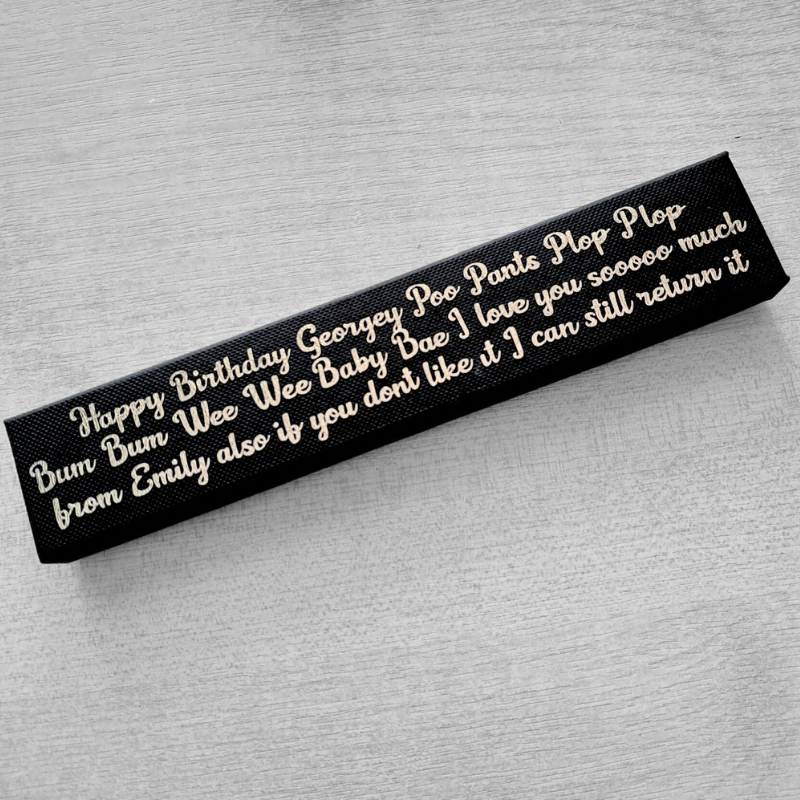 Happy Birthday Georgey Poo Pants Plop Plop
Bum Bum Wee Wee Baby Bae I love you sooooo much
from Emily also if you dont like it I can still return it